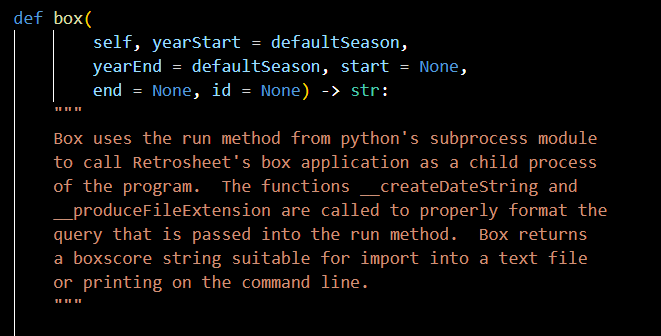 def box(
self, yearStart = defaultSeason,
yearEnd = defaultSeason, start = None,
end = None, id = None) -> str:
"""
Box uses the run method from python's subprocess module
to call Retrosheet's box application as a child process
of the program.  The functions __createDateString and
__produceFileExtension are called to properly format the
query that is passed into the run method.  Box returns
a boxscore string suitable for import into a text file
or printing on the command line.
"""